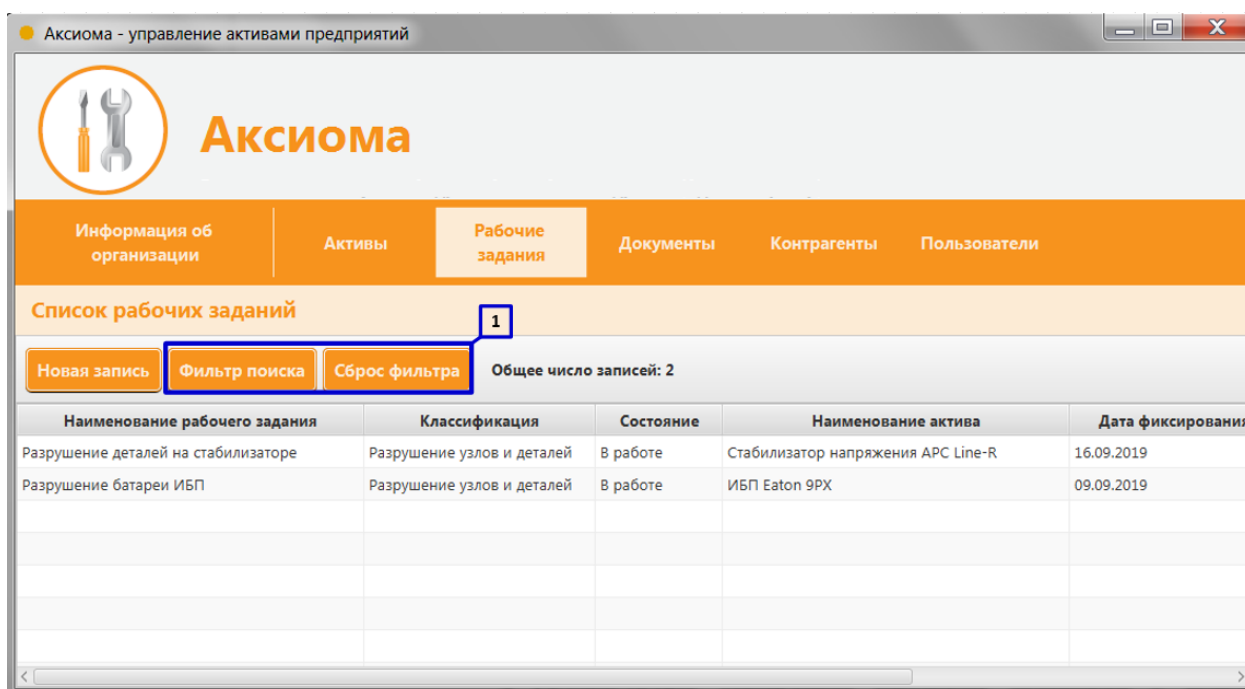 Аксиома - управление активами предприятий
Аксиома
Информация об
организации
Активы
Рабочие
задания
Документы
Контрагенты
Пользователи
Список рабочих заданий
1
Новая запись
Фильтр поиска
Сброс фильтра
Общее число записей: 2
Наименование рабочего задания Классификация Состояние Наименование актива Дата фиксирования
Разрушение деталей на стабилизаторе Разрушение узлов и деталей В работе Стабилизатор напряжения APC Line-R 16.09.2019
Разрушение батареи ИБП Разрушение узлов и деталей В работе ИБП Eaton 9PX 09.09.2019